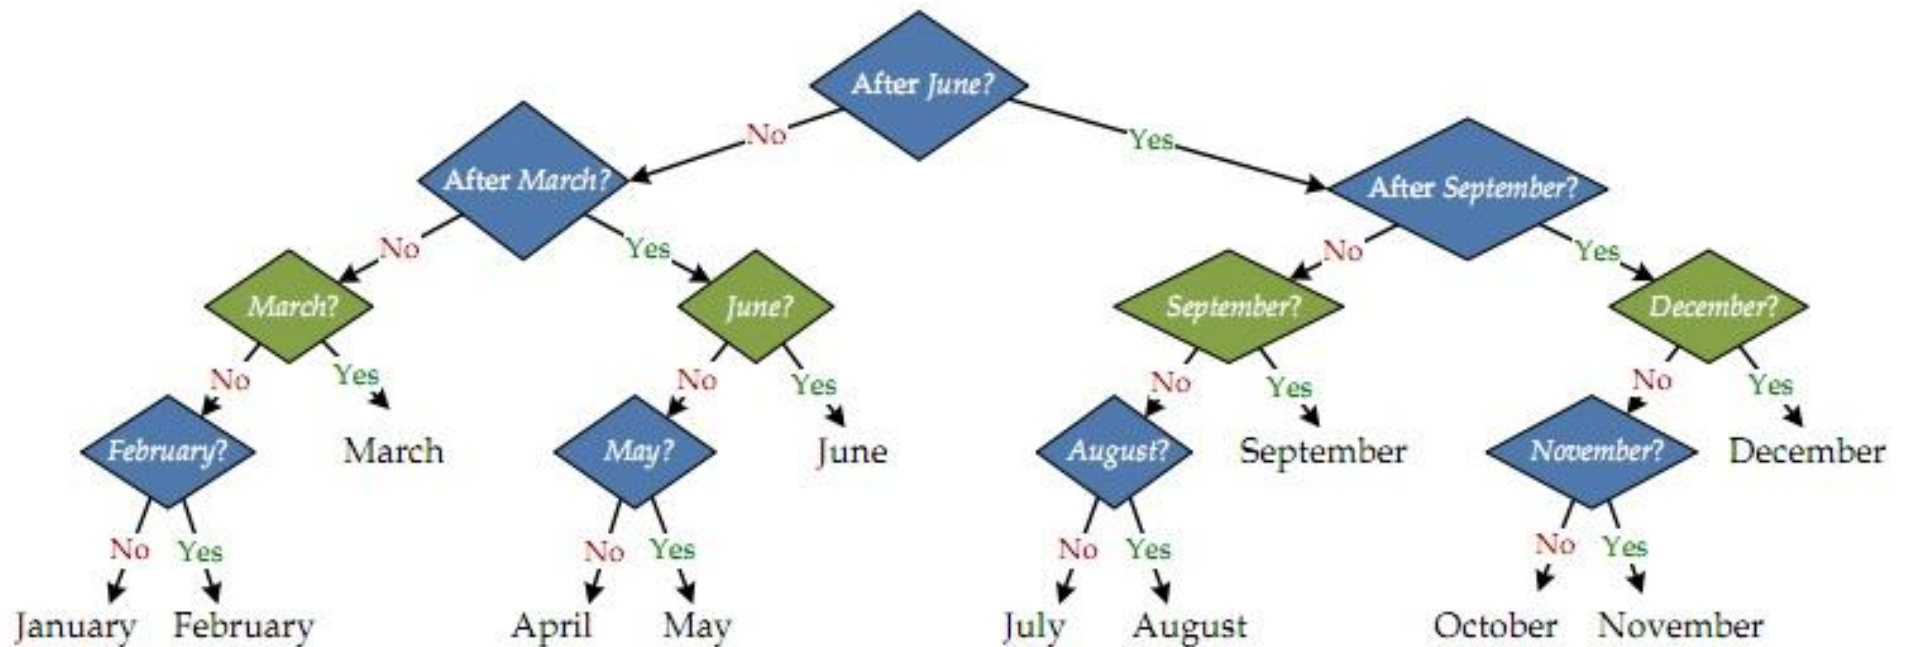 After June?
No
Yes
After March?
After September?
No
Yes
No
Yes
March?
June?
September?
December?
No
Yes
No
Yes
No
Yes
No
Yes
February?
March
May?
June
August?
September
November?
December
No
Yes
No
Yes
No
Yes
No
Yes
January
February
April
May
July
August
October
November